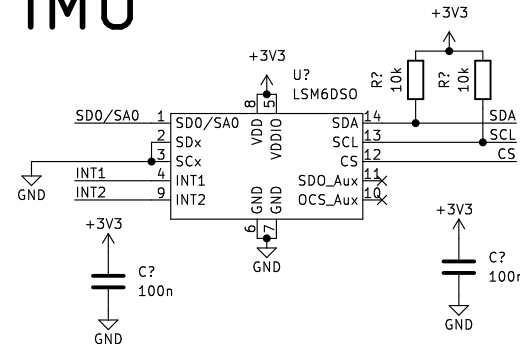 IMU
+3V3
+3V3
U?
LSM6DSO
R?
10k
R?
10k
8
5
SD0/SA0
1
SD0/SA0
VDD
VDDIO
SDA
14
SDA
2
SDx
SCL
13
SCL
3
SCx
CS
12
CS
INT1
4
INT1
SDO_Aux
11
INT2
9
INT2
OCS_Aux
10
GND
GND
GND
6
7
GND
+3V3
C?
100n
GND
+3V3
C?
100n
GND